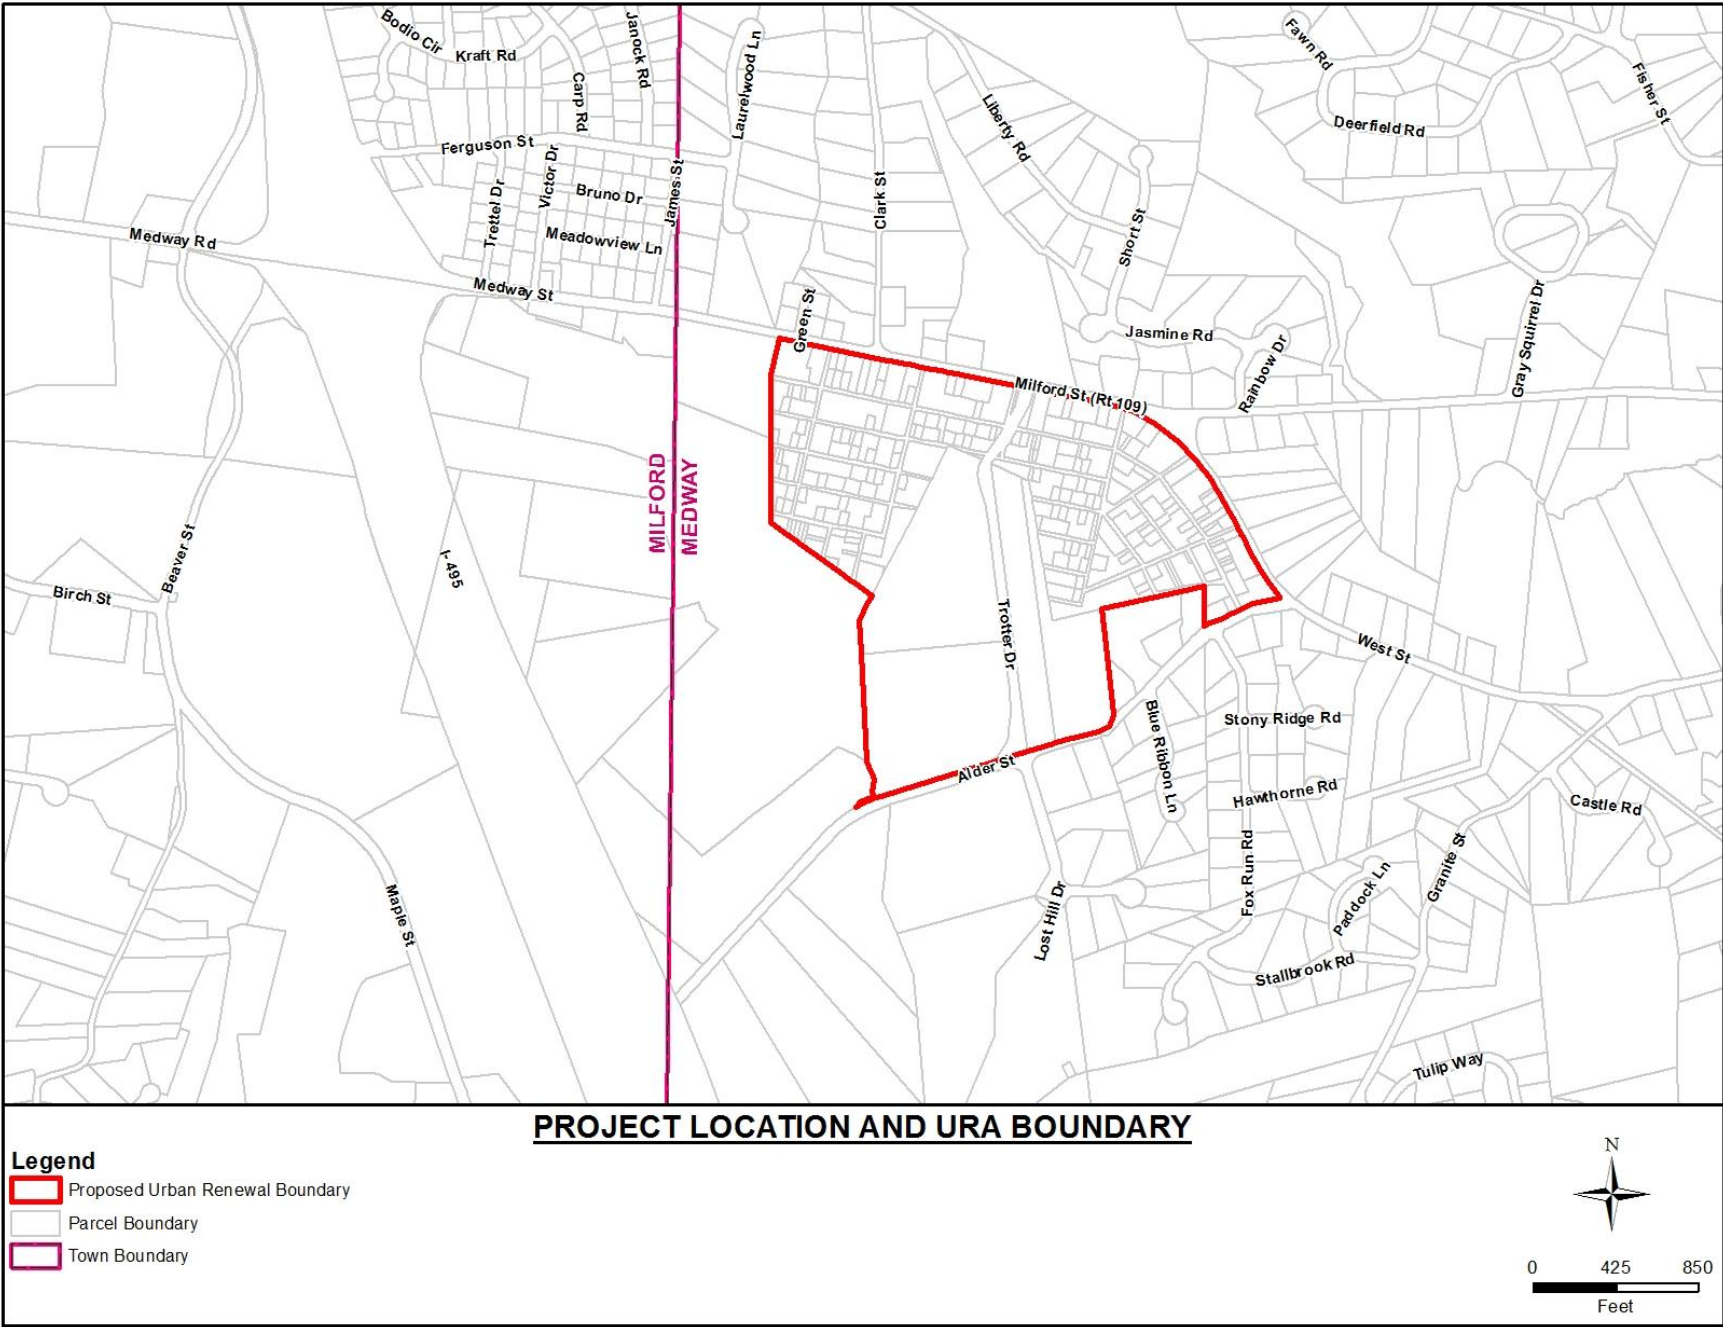 Bodio Cir
Kraft Rd
Janock Rd
Carp Rd
Laurelwood Ln
Fawn Rd
Fisher St
Liberty Rd
Deerfield Rd
Ferguson St
Victor Dr
Trettel Dr
Bruno Dr
James St
Clark St
Short St
Medway Rd
Meadowview Ln
Medway St
Green St
Jasmine Rd
Rainbow Dr
Gray Squirrel Dr
Milford St (Rt 109)
MILFORD
MEDWAY
Beaver St
I-495
Birch St
Trotter Dr
West St
Blue Ribbon Ln
Stony Ridge Rd
Alder St
Hawthorne Rd
Castle Rd
Fox Run Rd
Paddock Ln
Granite St
Maple St
Lost Hill Dr
Stallbrook Rd
Tulip Way
PROJECT LOCATION AND URA BOUNDARY
Legend
Proposed Urban Renewal Boundary
Parcel Boundary
Town Boundary
N
0 425 850
Feet